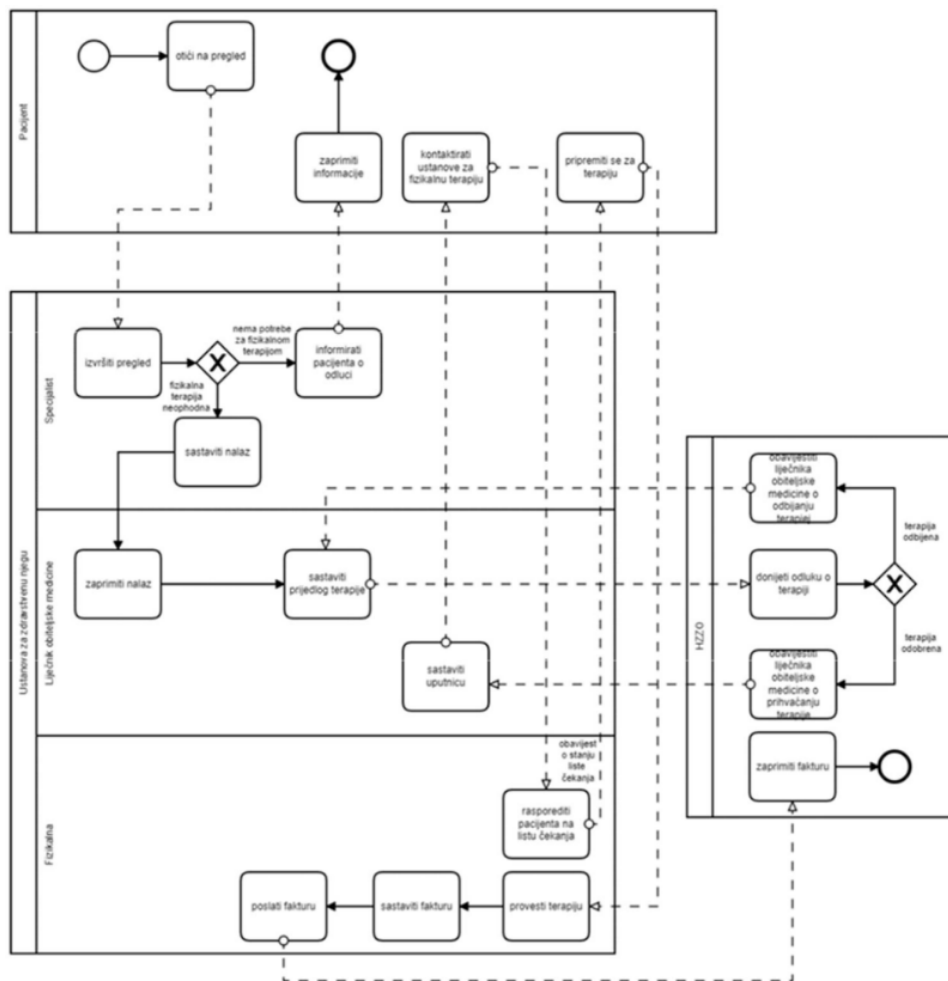 Pacijent
otići na pregled
zaprimiti
informacije
kontaktirati
ustanove za
fizikalnu terapiju
pripremiti se za
terapiju
Ustanova za zdravstvenu njegu
Specijalist
izvršiti pregled
nema potrebe
za fizikalnom
terapijom
informirati
pacijenta o
odluci
fizikalna
terapija
neophodna
sastaviti nalaz
Liječnik obiteljske medicine
zaprimiti nalaz
sastaviti
prijedlog terapije
sastaviti
uputnicu
Fizikalna
obavijest
o stanju
liste
čekanja
rasporediti
pacijenta na
listu čekanja
poslati fakturu
sastaviti fakturu
provesti terapiju
HZZO
obavijestiti
liječnika
obiteljske
medicine o
odbijanju
terapiej
terapija
odbijena
donijeti odluku o
terapiji
terapija
odobrena
obavijestiti
liječnika
obiteljske
medicine o
prihvaćanju
terapije
zaprimiti fakturu